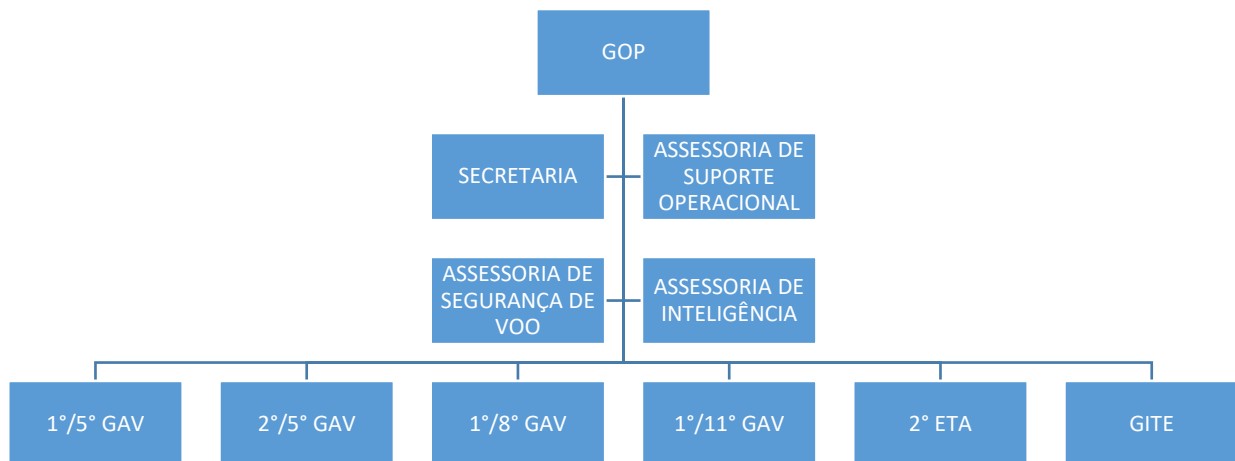 GOP
SECRETARIA
ASSESSORIA DE
SUPORTE
OPERACIONAL
ASSESSORIA DE
SEGURANÇA DE
VOO
ASSESSORIA DE
INTELIGÊNCIA
1°/5° GAV
2°/5° GAV
1°/8° GAV
1°/11° GAV
2° ETA
GITE